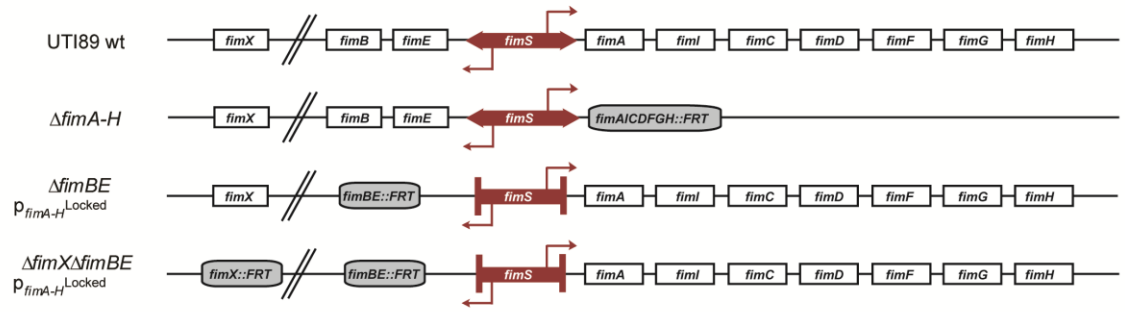 UTI89 wt fimX fimB fimE fimS fimA fimI fimC fimD fimF fimG fimH
ΔfimA-H fimX fimB fimE fimS fimAICDFGH::FRT
ΔfimBE fimX fimBE::FRT fimS fimA fimI fimC fimD fimF fimG fimH
pfimA-HLocked
ΔfimXΔfimBE fimX::FRT fimBE::FRT fimS fimA fimI fimC fimD fimF fimG fimH
pfimA-HLocked